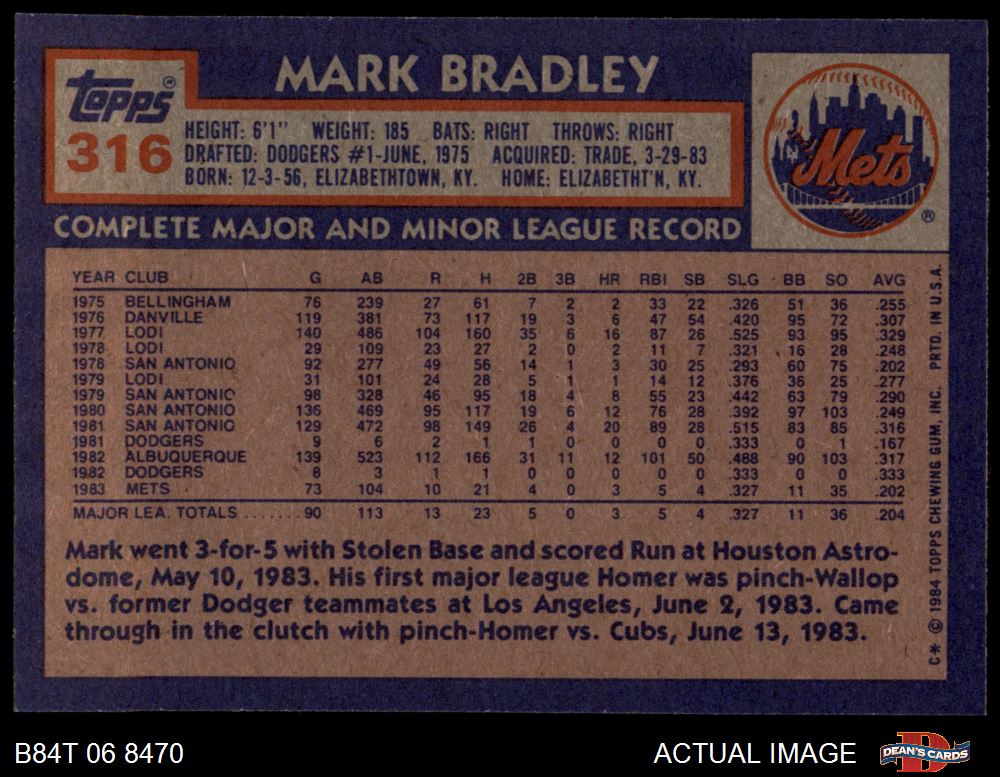 MARK BRADLEY
Topps®
316
HEIGHT: 6'1" WEIGHT: 185 BATS: RIGHT THROWS: RIGHT
DRAFTED: DODGERS #1-JUNE, 1975 ACQUIRED: TRADE, 3-29-83
BORN: 12-3-56, ELIZABETHTOWN, KY. HOME: ELIZABETHT'N, KY.
Mets
NY
®
COMPLETE MAJOR AND MINOR LEAGUE RECORD
YEAR CLUB G AB R H 2B 3B HR RBI SB SLG BB SO AVG
1975 BELLINGHAM 76 239 27 61 7 2 2 33 22 .326 51 36 .255
1976 DANVILLE 119 381 73 117 19 3 6 47 54 .420 95 72 .307
1977 LODI 140 486 104 160 35 6 16 87 26 .525 93 95 .329
1978 LODI 29 109 23 27 2 0 2 11 7 .321 16 28 .248
1978 SAN ANTONIO 92 277 49 56 14 1 3 30 25 .293 60 75 .202
1979 LODI 31 101 24 28 5 1 1 14 12 .376 36 25 .277
1979 SAN ANTONIO 98 328 46 95 18 4 8 55 23 .442 63 79 .290
1980 SAN ANTONIO 136 469 95 117 19 6 12 76 28 .392 97 103 .249
1981 SAN ANTONIO 129 472 98 149 26 4 20 89 28 .515 83 85 .316
1981 DODGERS 9 6 2 1 1 0 0 0 0 .333 0 1 .167
1982 ALBUQUERQUE 139 523 112 166 31 11 12 101 50 .488 90 103 .317
1982 DODGERS 8 3 1 1 0 0 0 0 0 .333 0 0 .333
1983 METS 73 104 10 21 4 0 3 5 4 .327 11 35 .202
MAJOR LEA. TOTALS ....... 90 113 13 23 5 0 3 5 4 .327 11 36 .204
Mark went 3-for-5 with Stolen Base and scored Run at Houston Astro-
dome, May 10, 1983. His first major league Homer was pinch-Wallop
vs. former Dodger teammates at Los Angeles, June 2, 1983. Came
through in the clutch with pinch-Homer vs. Cubs, June 13, 1983.
C* © 1984 TOPPS CHEWING GUM, INC. PRTD. IN U.S.A.
B84T 06 8470
ACTUAL IMAGE
D
DEAN'S CARDS